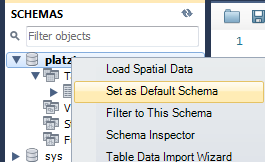 SCHEMAS
Filter objects
1
Load Spatial Data
Set as Default Schema
Filter to This Schema
Schema Inspector
Table Data Import Wizard
sys